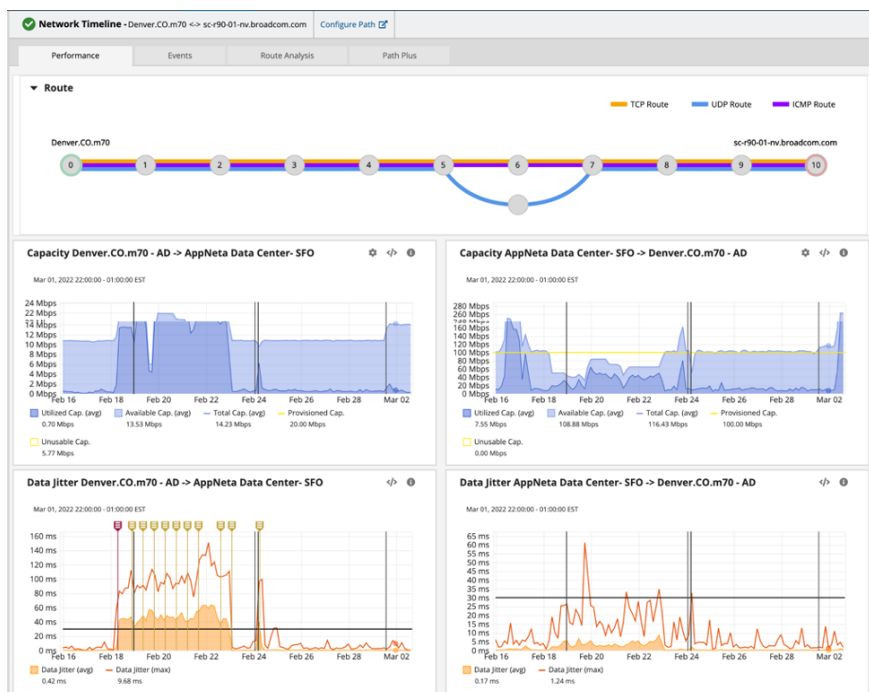 Network Timeline - Denver.CO.m70 <-> sc-r90-01-nv.broadcom.com Configure Path
Performance Events Route Analysis Path Plus
Route
TCP Route UDP Route ICMP Route
Denver.CO.m70 sc-r90-01-nv.broadcom.com
0 1 2 3 4 5 6 7 8 9 10
Capacity Denver.CO.m70 - AD -> AppNeta Data Center- SFO </>
Mar 01, 2022 22:00:00 - 01:00:00 EST
24 Mbps
22 Mbps
14 Mbps
12 Mbps
10 Mbps
8 Mbps
6 Mbps
4 Mbps
2 Mbps
0 Mbps
Feb 16 Feb 18 Feb 20 Feb 22 Feb 24 Feb 26 Feb 28 Mar 02
Utilized Cap. (avg) Available Cap. (avg) Total Cap. (avg) Provisioned Cap.
0.70 Mbps 13.53 Mbps 14.23 Mbps 20.00 Mbps
Unusable Cap.
5.77 Mbps
Capacity AppNeta Data Center- SFO -> Denver.CO.m70 - AD </>
Mar 01, 2022 22:00:00 - 01:00:00 EST
280 Mbps
260 Mbps
160 Mbps
140 Mbps
120 Mbps
100 Mbps
80 Mbps
60 Mbps
40 Mbps
20 Mbps
0 Mbps
Feb 16 Feb 18 Feb 20 Feb 22 Feb 24 Feb 26 Feb 28 Mar 02
Utilized Cap. (avg) Available Cap. (avg) Total Cap. (avg) Provisioned Cap.
7.55 Mbps 108.88 Mbps 116.43 Mbps 100.00 Mbps
Unusable Cap.
0.00 Mbps
Data Jitter Denver.CO.m70 - AD -> AppNeta Data Center- SFO </>
Mar 01, 2022 22:00:00 - 01:00:00 EST
160 ms
140 ms
120 ms
100 ms
80 ms
60 ms
40 ms
20 ms
0 ms
Feb 16 Feb 18 Feb 20 Feb 22 Feb 24 Feb 26 Feb 28 Mar 02
Data Jitter (avg) Data Jitter (max)
0.42 ms 9.68 ms
Data Jitter AppNeta Data Center- SFO -> Denver.CO.m70 - AD </>
Mar 01, 2022 22:00:00 - 01:00:00 EST
65 ms
60 ms
55 ms
50 ms
45 ms
40 ms
35 ms
30 ms
25 ms
20 ms
15 ms
10 ms
5 ms
0 ms
Feb 16 Feb 18 Feb 20 Feb 22 Feb 24 Feb 26 Feb 28 Mar 02
Data Jitter (avg) Data Jitter (max)
0.17 ms 1.24 ms